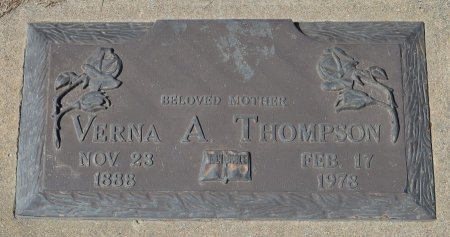 BELOVED MOTHER
VERNA A. THOMPSON
NOV 23 FEB. 17
1888 1978